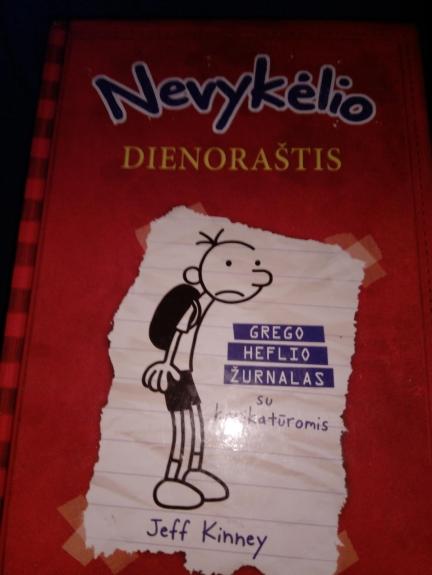 Nevykėlio
DIENORAŠTIS
GREGO
HEFLIO
ŽURNALAS
su
karikatūromis
Jeff Kinney